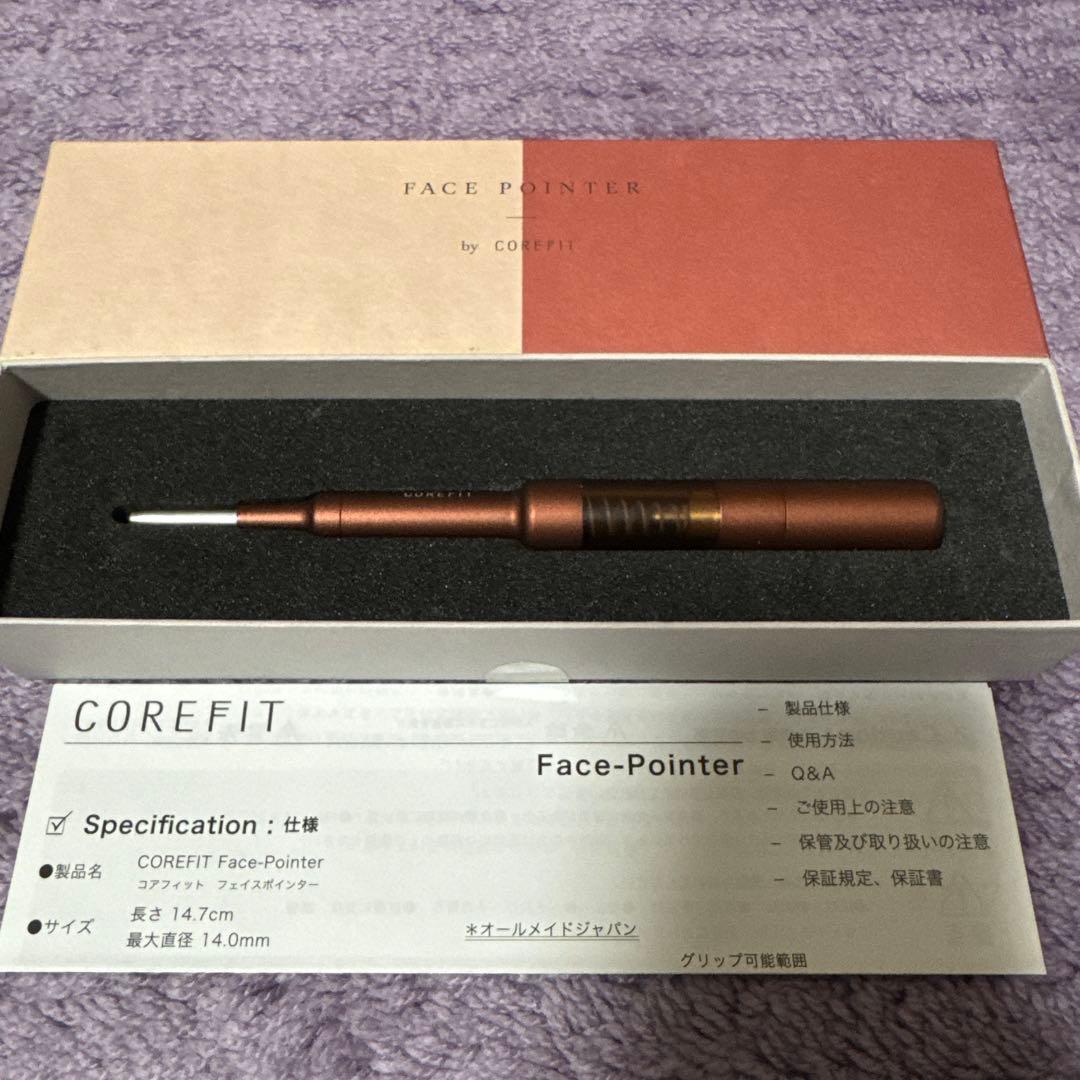 FACE POINTER
by COREFIT
COREFIT
COREFIT
Face-Pointer
Specification : 仕様
●製品名 COREFIT Face-Pointer
コアフィット フェイスポインター
●サイズ 長さ 14.7cm
最大直径 14.0mm
＊オールメイドジャパン
グリップ可能範囲
– 製品仕様
– 使用方法
– Q&A
– ご使用上の注意
– 保管及び取り扱いの注意
– 保証規定、保証書